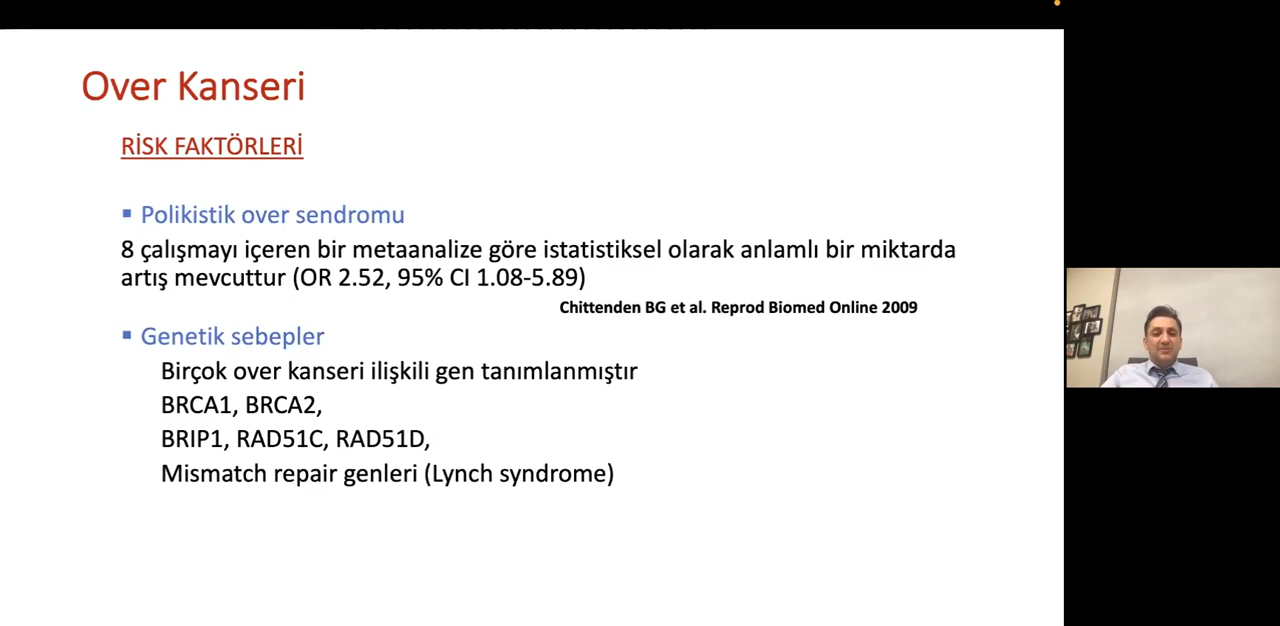 Over Kanseri
RİSK FAKTÖRLERİ
▪ Polikistik over sendromu
8 çalışmayı içeren bir metaanalize göre istatistiksel olarak anlamlı bir miktarda
artış mevcuttur (OR 2.52, 95% CI 1.08-5.89)
Chittenden BG et al. Reprod Biomed Online 2009
▪ Genetik sebepler
Birçok over kanseri ilişkili gen tanımlanmıştır
BRCA1, BRCA2,
BRIP1, RAD51C, RAD51D,
Mismatch repair genleri (Lynch syndrome)